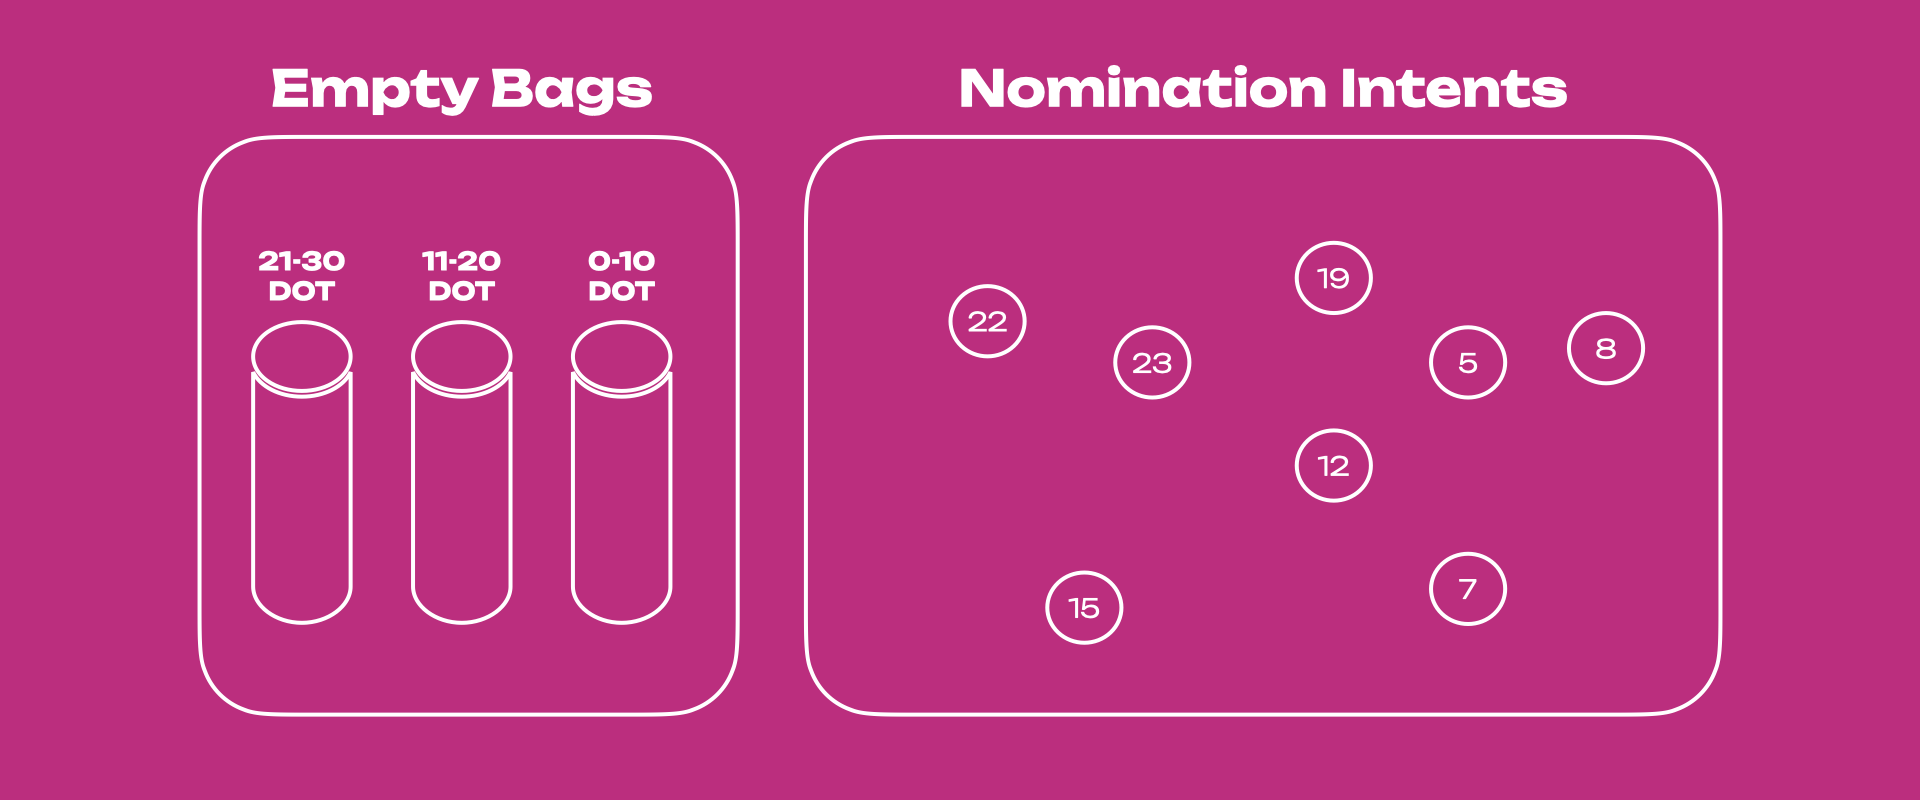 Empty Bags
21-30
DOT
11-20
DOT
0-10
DOT
Nomination Intents
19
22
23
5
8
12
15
7